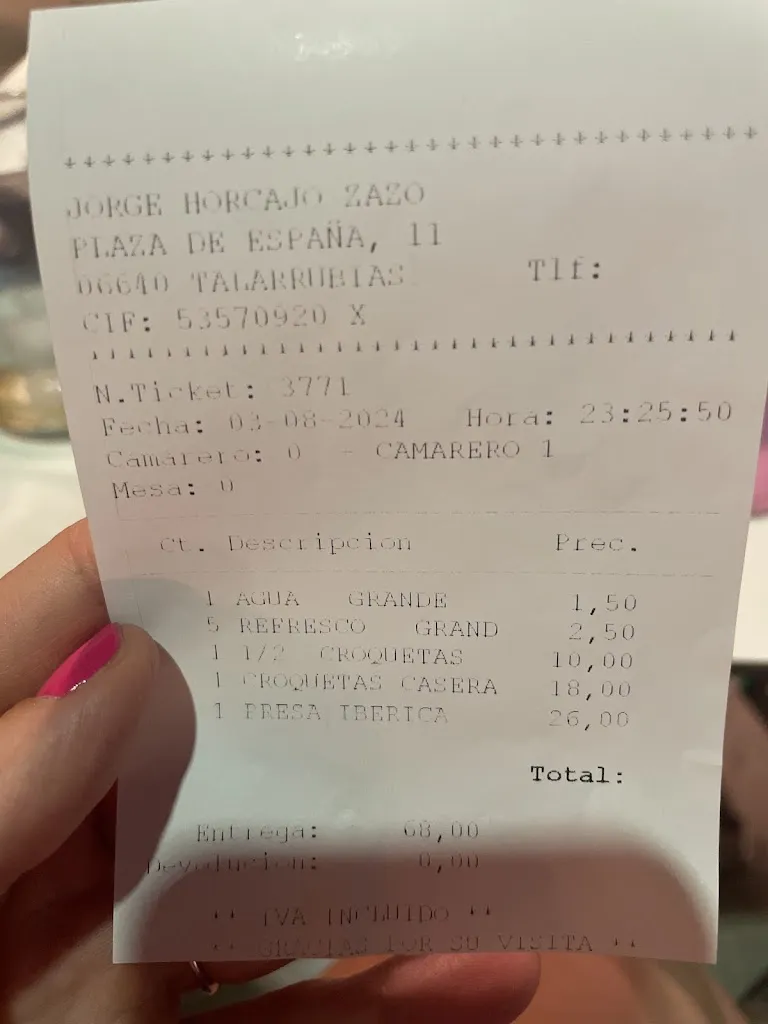 JORGE HORCAJO ZAZO
PLAZA DE ESPAÑA, 11
06640 TALARRUBIAS Tlf:
CIF: 53570920 X
N.Ticket: 3771
Fecha: 03-08-2024 Hora: 23:25:50
Camarero: 0 - CAMARERO 1
Mesa: 0
Ct. Descripcion Prec.
1 AGUA GRANDE 1,50
5 REFRESCO GRAND 2,50
1 1/2 CROQUETAS 10,00
1 CROQUETAS CASERA 18,00
1 PRESA IBERICA 26,00
Total:
Entrega: 68,00
Devolucion: 0,00
** IVA INCLUIDO **
** GRACIAS POR SU VISITA **